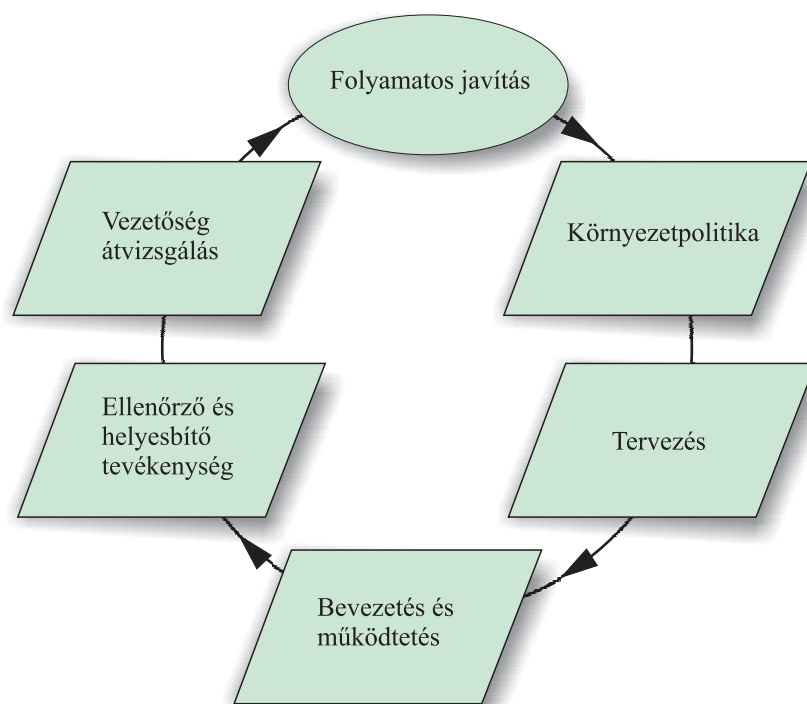 Folyamatos javítás
Környezetpolitika
Tervezés
Bevezetés és
működtetés
Ellenőrző és
helyesbítő
tevékenység
Vezetőség
átvizsgálás